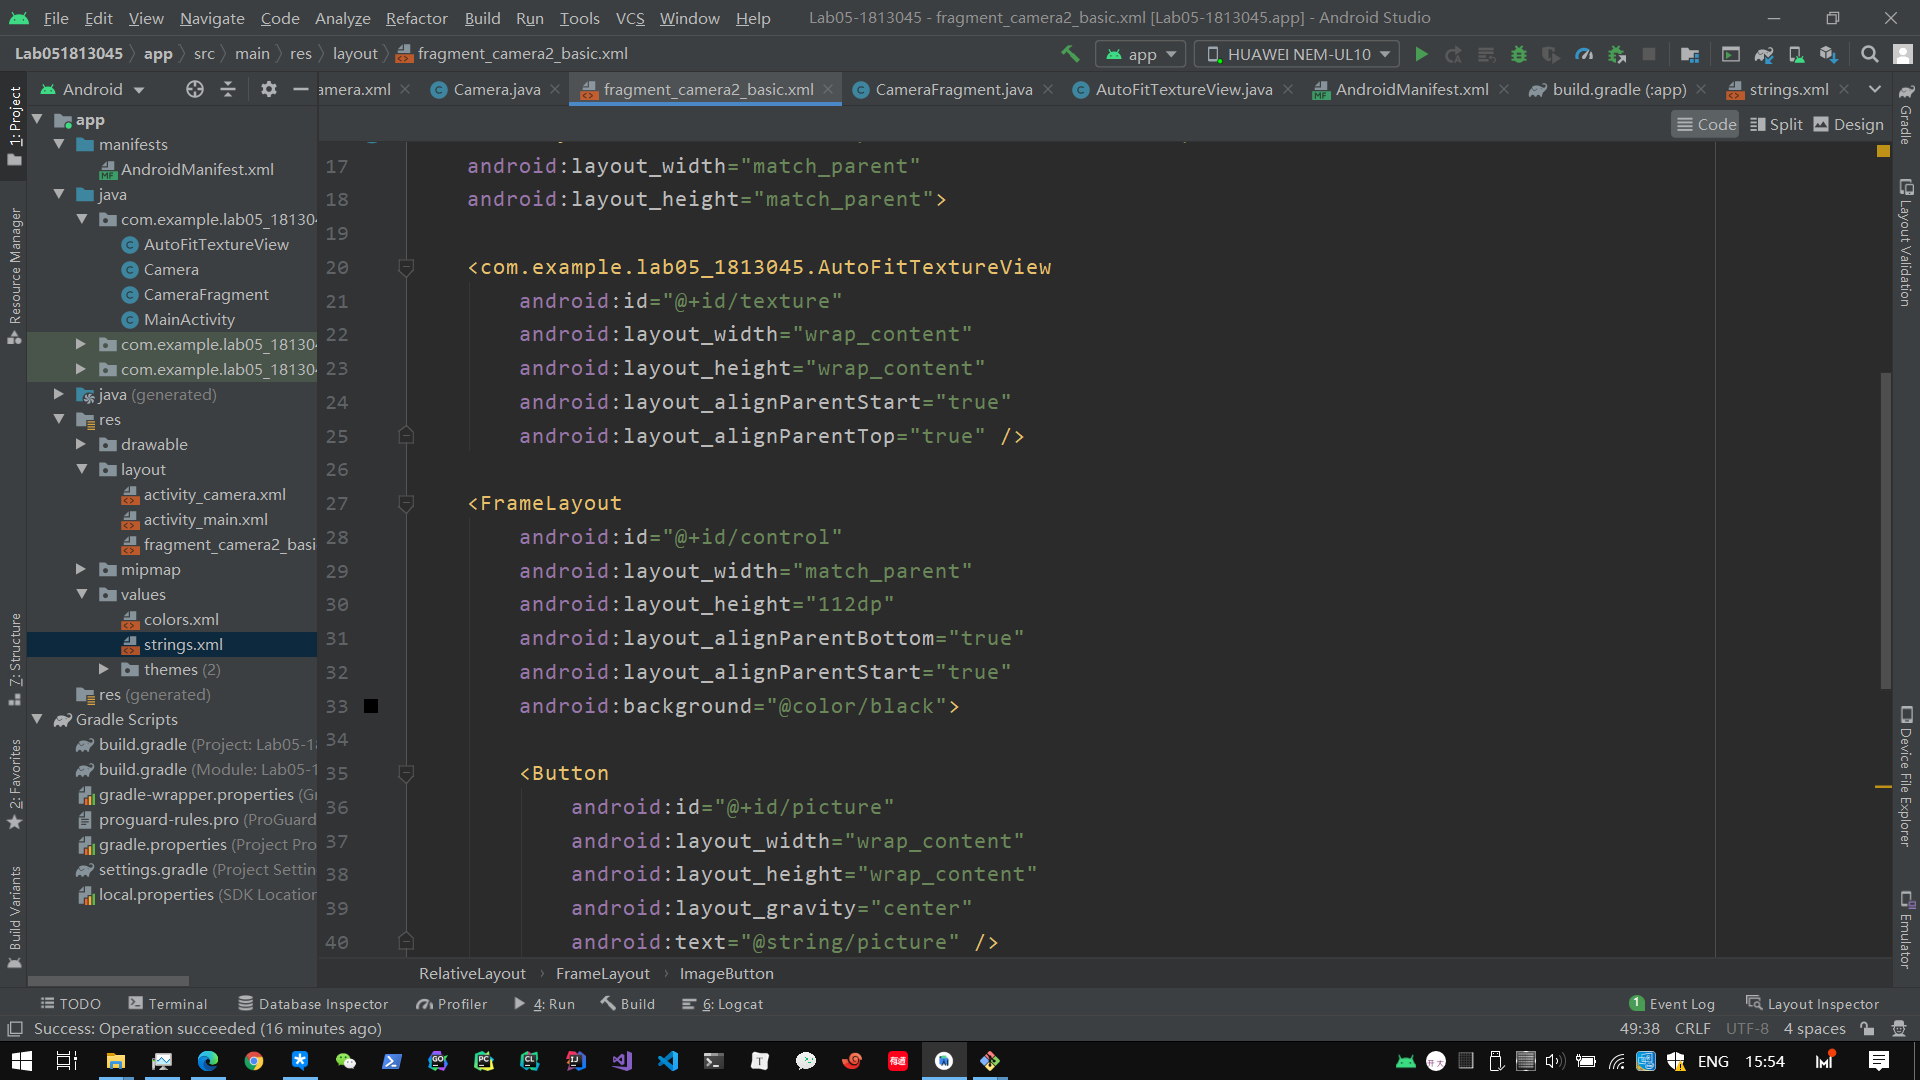 File Edit View Navigate Code Analyze Refactor Build Run Tools VCS Window Help Lab05-1813045 - fragment_camera2_basic.xml [Lab05-1813045.app] - Android Studio
Lab051813045 app src main res layout fragment_camera2_basic.xml app HUAWEI NEM-UL10
Android amera.xml Camera.java fragment_camera2_basic.xml CameraFragment.java AutoFitTextureView.java AndroidManifest.xml build.gradle (:app) strings.xml
Code Split Design
1: Project
Resource Manager
Z: Structure
2: Favorites
Build Variants
app
manifests
AndroidManifest.xml
java
com.example.lab05_18130
AutoFitTextureView
Camera
CameraFragment
MainActivity
com.example.lab05_18130
com.example.lab05_18130
java (generated)
res
drawable
layout
activity_camera.xml
activity_main.xml
fragment_camera2_basi
mipmap
values
colors.xml
strings.xml
themes (2)
res (generated)
Gradle Scripts
build.gradle (Project: Lab05-18
build.gradle (Module: Lab05-1
gradle-wrapper.properties (Gr
proguard-rules.pro (ProGuard
gradle.properties (Project Pro
settings.gradle (Project Settin
local.properties (SDK Location
17 android:layout_width="match_parent"
18 android:layout_height="match_parent">
19
20 <com.example.lab05_1813045.AutoFitTextureView
21 android:id="@+id/texture"
22 android:layout_width="wrap_content"
23 android:layout_height="wrap_content"
24 android:layout_alignParentStart="true"
25 android:layout_alignParentTop="true" />
26
27 <FrameLayout
28 android:id="@+id/control"
29 android:layout_width="match_parent"
30 android:layout_height="112dp"
31 android:layout_alignParentBottom="true"
32 android:layout_alignParentStart="true"
33 android:background="@color/black">
34
35 <Button
36 android:id="@+id/picture"
37 android:layout_width="wrap_content"
38 android:layout_height="wrap_content"
39 android:layout_gravity="center"
40 android:text="@string/picture" />
Gradle
Layout Validation
Device File Explorer
Emulator
RelativeLayout FrameLayout ImageButton
TODO Terminal Database Inspector Profiler 4: Run Build 6: Logcat 1 Event Log Layout Inspector
Success: Operation succeeded (16 minutes ago) 49:38 CRLF UTF-8 4 spaces
ENG 15:54